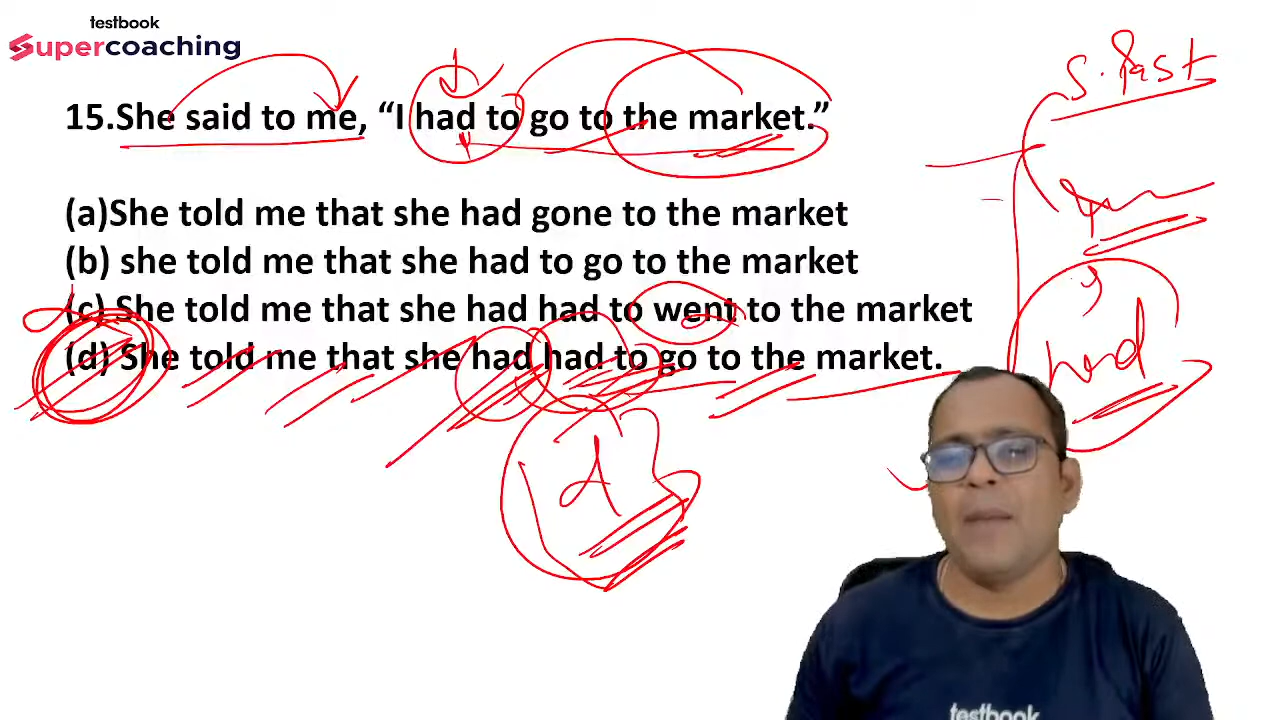 testbook
Supercoaching
S. Past
15.She said to me, “I had to go to the market.”
(a)She told me that she had gone to the market
(b) she told me that she had to go to the market
(c) She told me that she had had to went to the market
(d) She told me that she had had to go to the market.
had
d
testbook